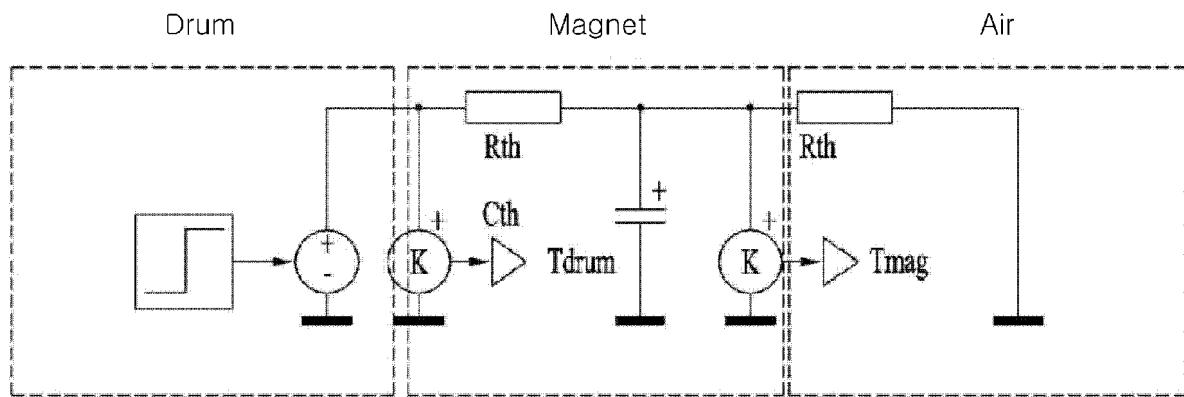 Drum Magnet Air
Rth Rth
+
Cth
+ + +
- K Tdrum K Tmag